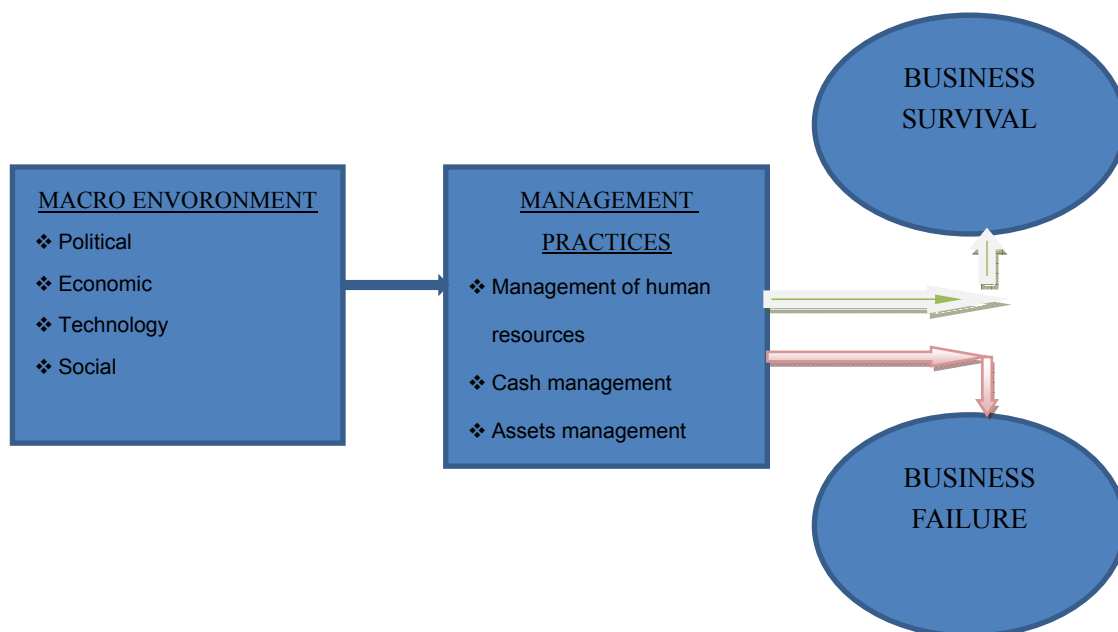 MACRO ENVORONMENT
❖ Political
❖ Economic
❖ Technology
❖ Social
MANAGEMENT
PRACTICES
❖ Management of human
resources
❖ Cash management
❖ Assets management
BUSINESS
SURVIVAL
BUSINESS
FAILURE